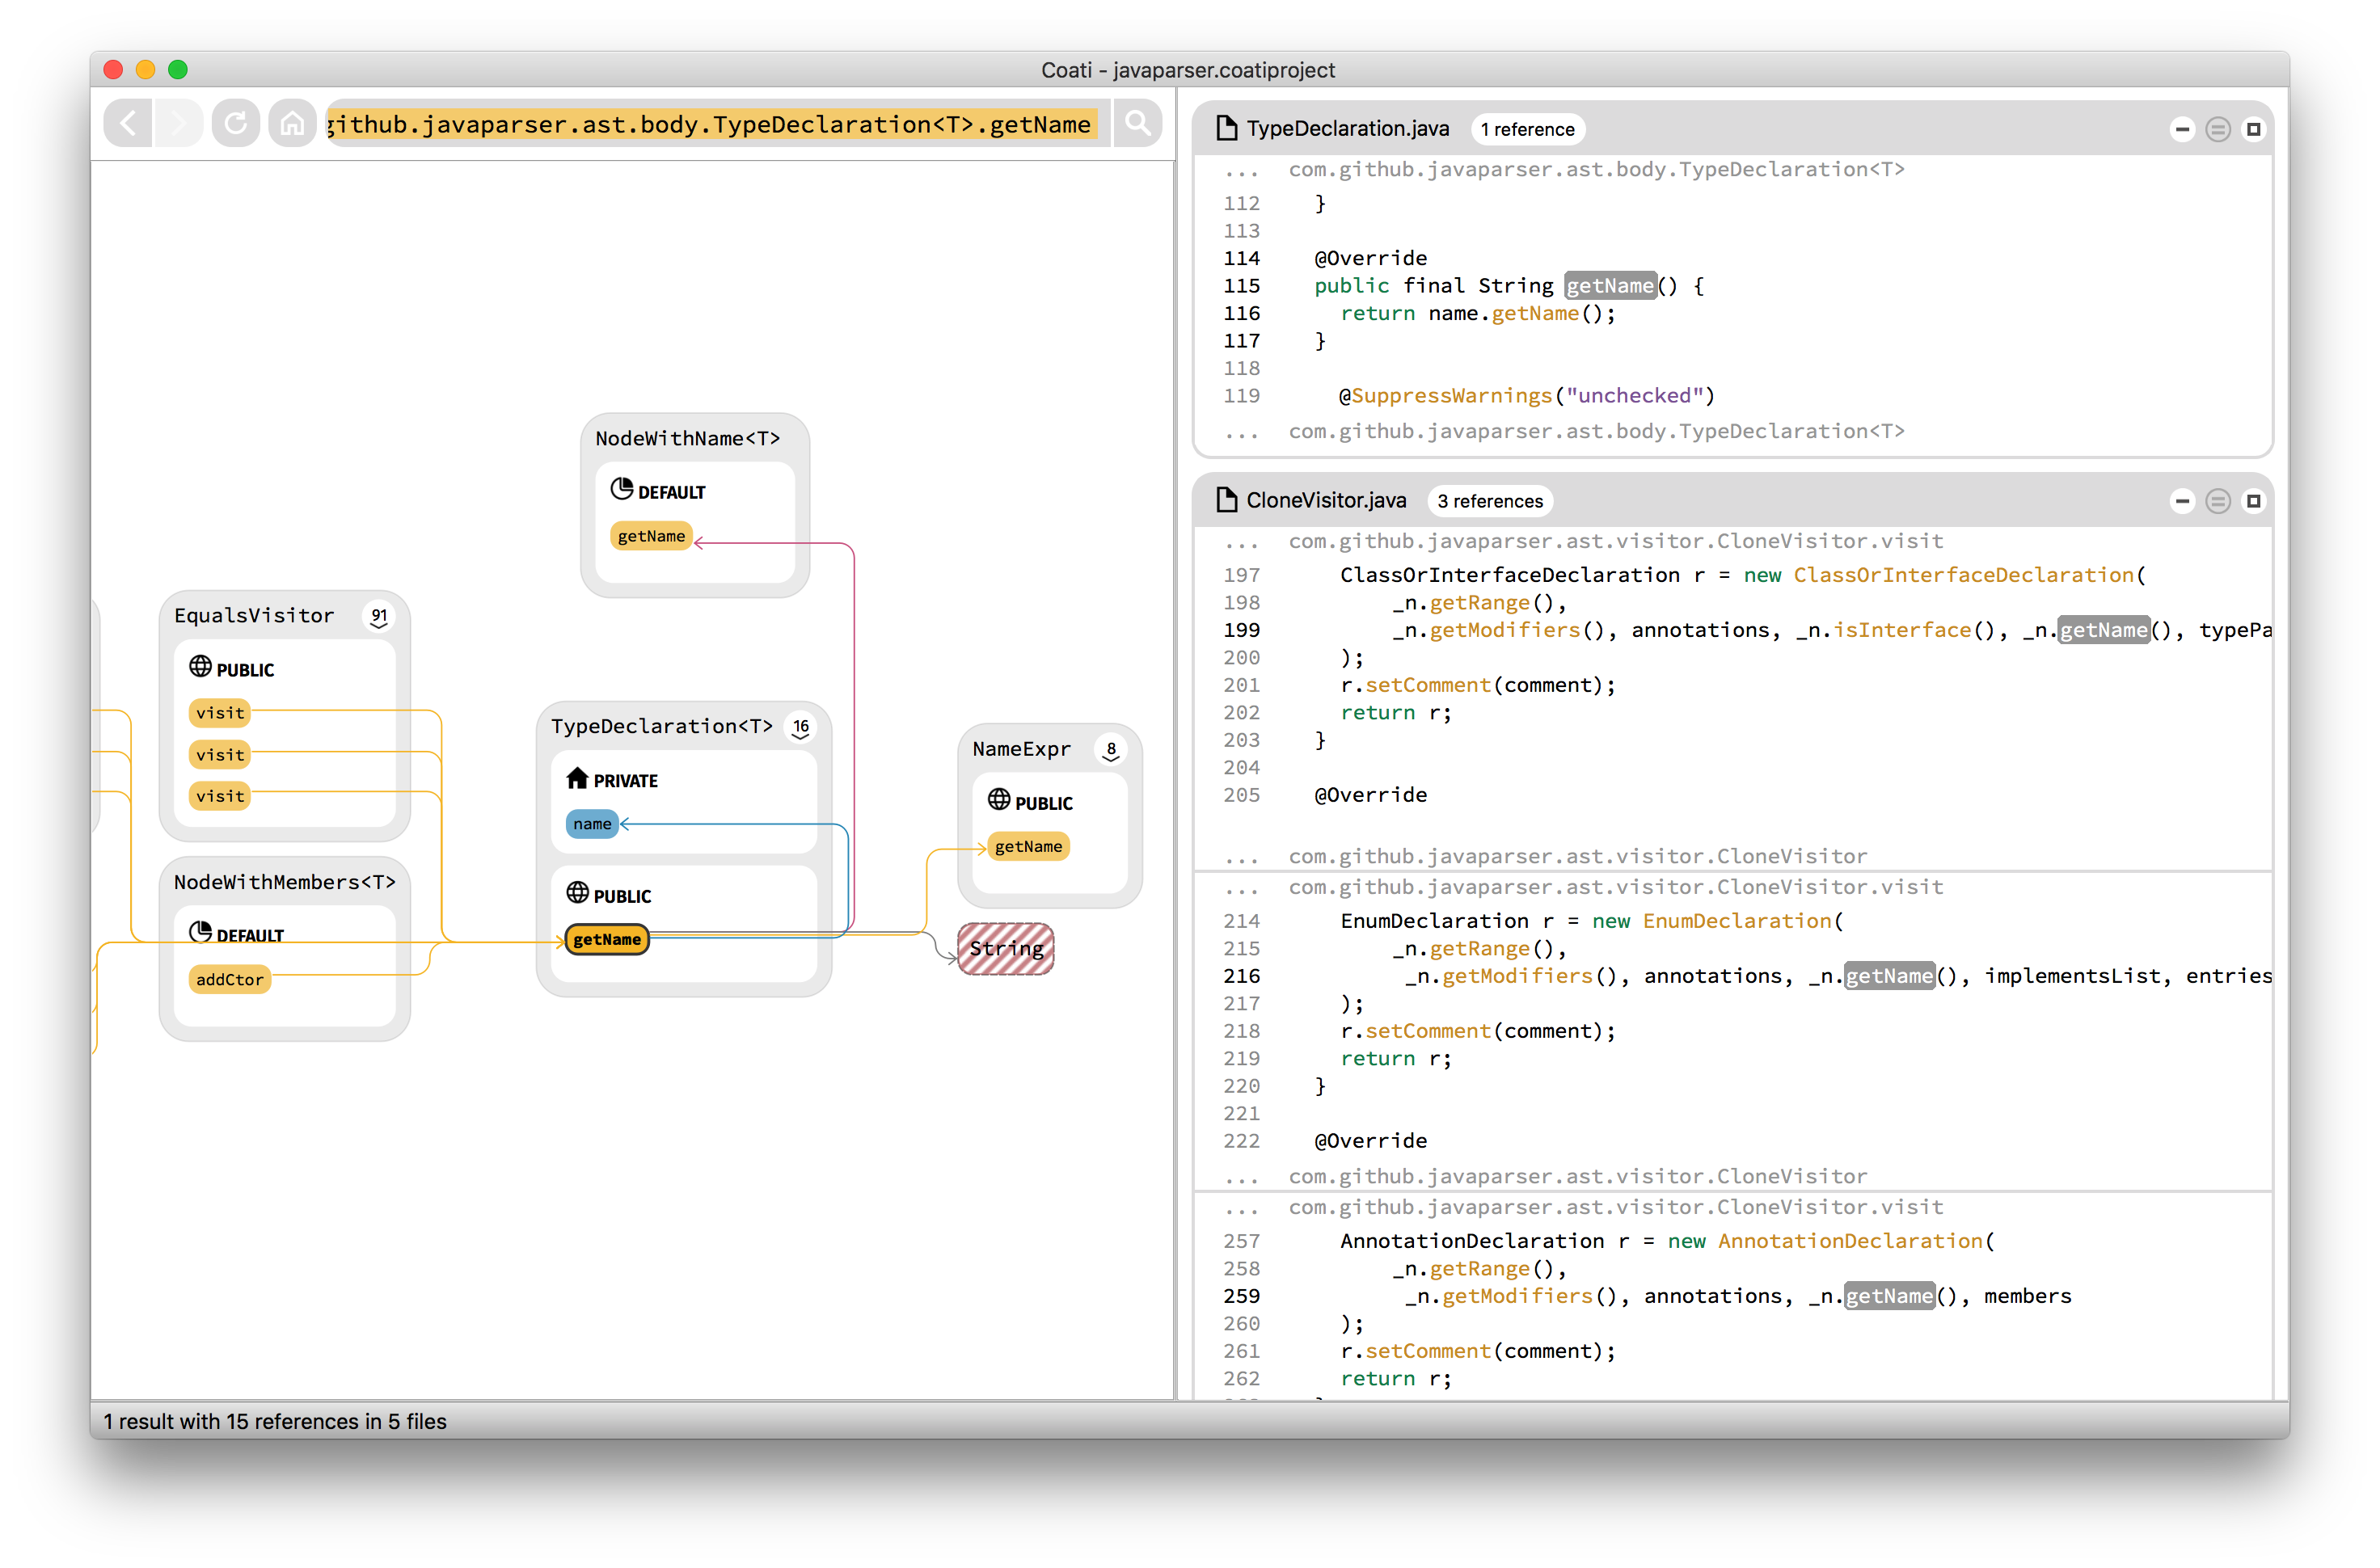 Coati - javaparser.coatiproject
github.javaparser.ast.body.TypeDeclaration<T>.getName
NodeWithName<T>
DEFAULT
getName
EqualsVisitor 91
PUBLIC
visit
visit
visit
NodeWithMembers<T>
DEFAULT
addCtor
TypeDeclaration<T> 16
PRIVATE
name
PUBLIC
getName
NameExpr 8
PUBLIC
getName
String
TypeDeclaration.java 1 reference
... com.github.javaparser.ast.body.TypeDeclaration<T>
112 }
113
114 @Override
115 public final String getName() {
116 return name.getName();
117 }
118
119 @SuppressWarnings("unchecked")
... com.github.javaparser.ast.body.TypeDeclaration<T>
CloneVisitor.java 3 references
... com.github.javaparser.ast.visitor.CloneVisitor.visit
197 ClassOrInterfaceDeclaration r = new ClassOrInterfaceDeclaration(
198 _n.getRange(),
199 _n.getModifiers(), annotations, _n.isInterface(), _n.getName(), typePa
200 );
201 r.setComment(comment);
202 return r;
203 }
204
205 @Override
... com.github.javaparser.ast.visitor.CloneVisitor
... com.github.javaparser.ast.visitor.CloneVisitor.visit
214 EnumDeclaration r = new EnumDeclaration(
215 _n.getRange(),
216 _n.getModifiers(), annotations, _n.getName(), implementsList, entries
217 );
218 r.setComment(comment);
219 return r;
220 }
221
222 @Override
... com.github.javaparser.ast.visitor.CloneVisitor
... com.github.javaparser.ast.visitor.CloneVisitor.visit
257 AnnotationDeclaration r = new AnnotationDeclaration(
258 _n.getRange(),
259 _n.getModifiers(), annotations, _n.getName(), members
260 );
261 r.setComment(comment);
262 return r;
1 result with 15 references in 5 files